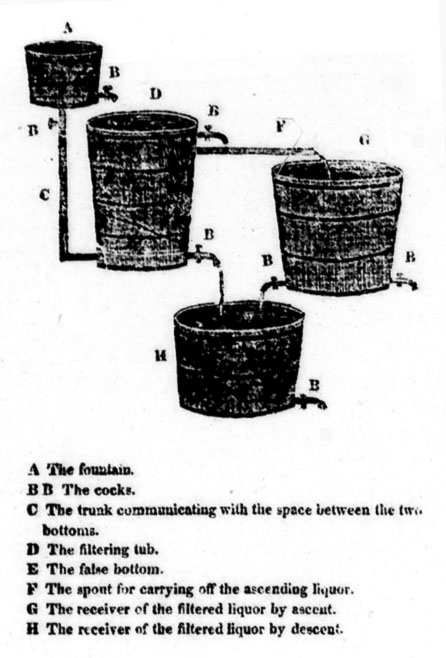 A
B
D
B
B
F
G
C
B
B
B
H
B
A The fountain.
B B The cocks.
C The trunk communicating with the space between the two
bottoms.
D The filtering tub.
E The false bottom.
F The spout for carrying off the ascending liquor.
G The receiver of the filtered liquor by ascent.
H The receiver of the filtered liquor by descent.